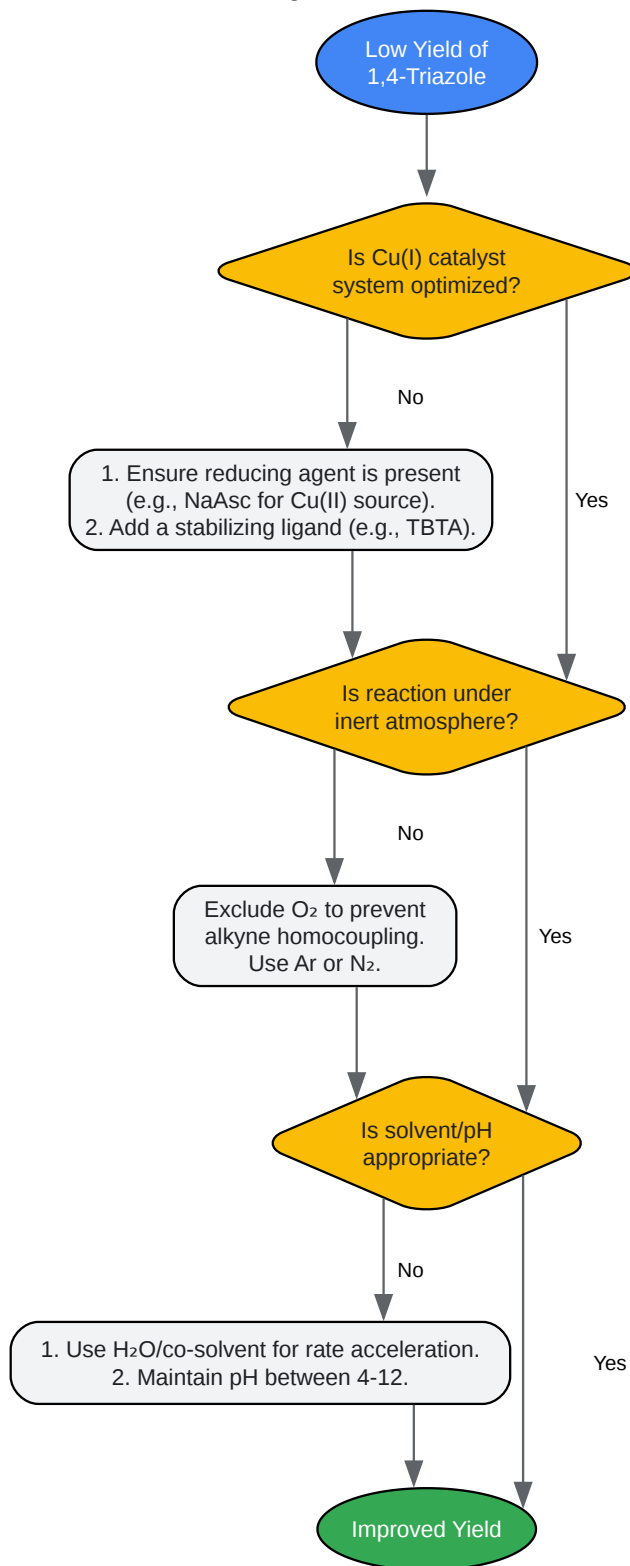 Low Yield of
1,4-Triazole
Is Cu(I) catalyst
system optimized?
No
1. Ensure reducing agent is present
(e.g., NaAsc for Cu(II) source).
2. Add a stabilizing ligand (e.g., TBTA).
Yes
Is reaction under
inert atmosphere?
No
Exclude O₂ to prevent
alkyne homocoupling.
Use Ar or N₂.
Yes
Is solvent/pH
appropriate?
No
1. Use H₂O/co-solvent for rate acceleration.
2. Maintain pH between 4-12.
Yes
Improved Yield